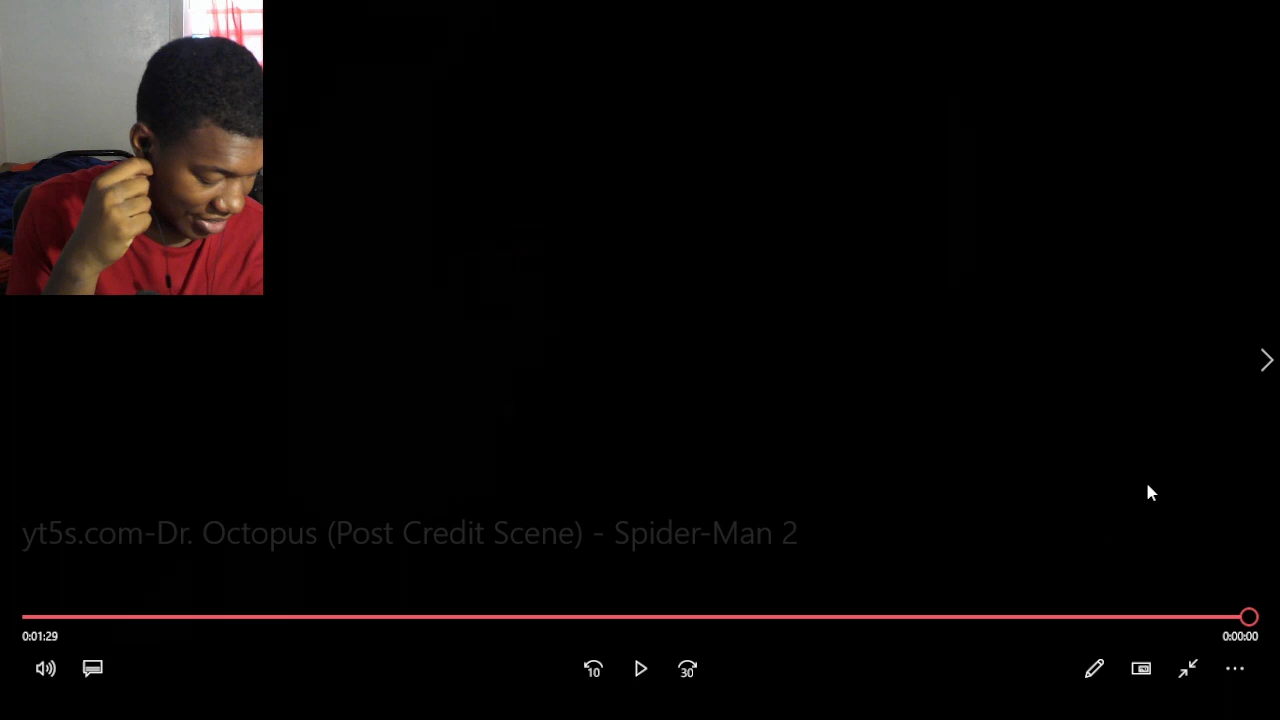 yt5s.com-Dr. Octopus (Post Credit Scene) - Spider-Man 2
0:01:29
0:00:00
10
30